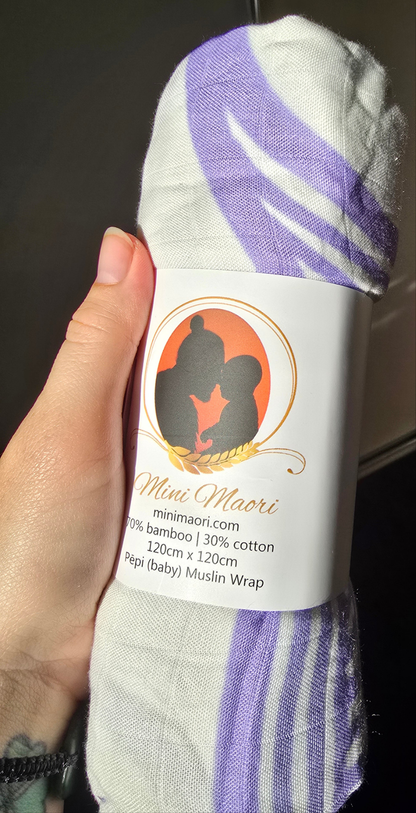 Mini Maori
minimaori.com
70% bamboo | 30% cotton
120cm x 120cm
Pēpi (baby) Muslin Wrap